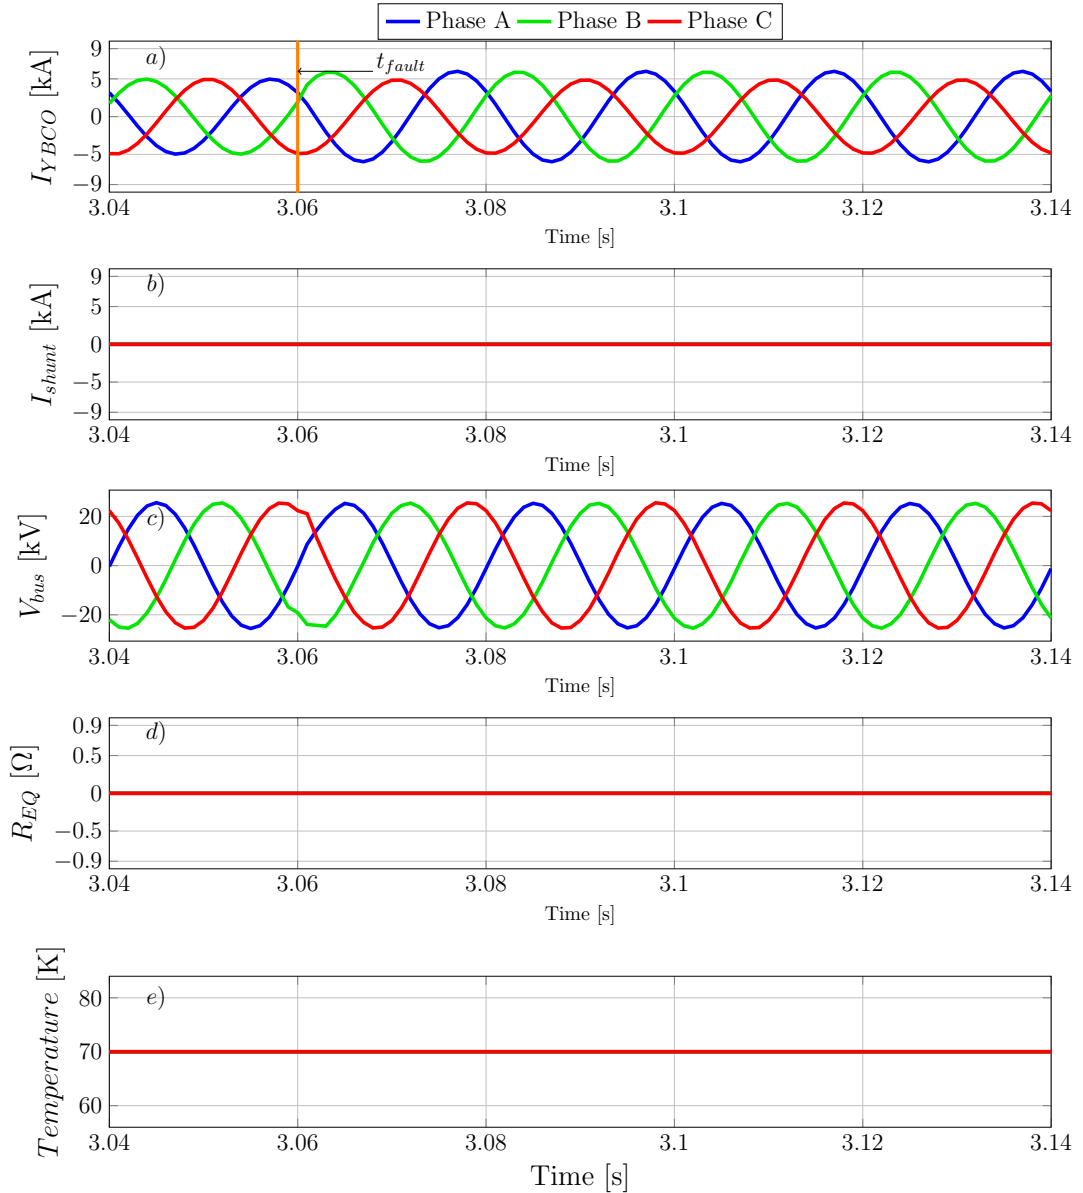 Phase A Phase B Phase C
a)
t_fault
I_YBCO [kA]
9
5
0
−5
−9
3.04 3.06 3.08 3.1 3.12 3.14
Time [s]
b)
I_shunt [kA]
9
5
0
−5
−9
3.04 3.06 3.08 3.1 3.12 3.14
Time [s]
c)
V_bus [kV]
20
0
−20
3.04 3.06 3.08 3.1 3.12 3.14
Time [s]
d)
R_EQ [Ω]
0.9
0.5
0
−0.5
−0.9
3.04 3.06 3.08 3.1 3.12 3.14
Time [s]
e)
Temperature [K]
80
70
60
3.04 3.06 3.08 3.1 3.12 3.14
Time [s]